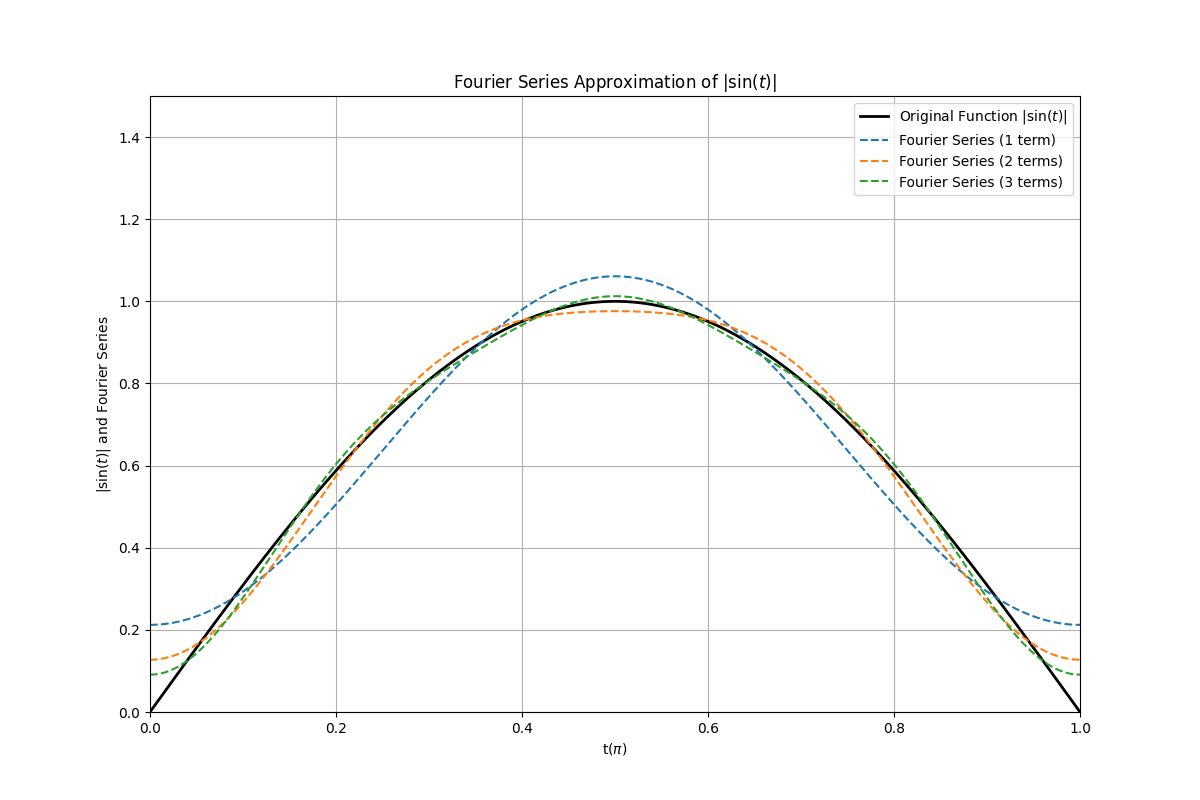 Fourier Series Approximation of |sin(t)|
Original Function |sin(t)|
Fourier Series (1 term)
Fourier Series (2 terms)
Fourier Series (3 terms)
|sin(t)| and Fourier Series
1.4
1.2
1.0
0.8
0.6
0.4
0.2
0.0
0.0 0.2 0.4 0.6 0.8 1.0
t(π)